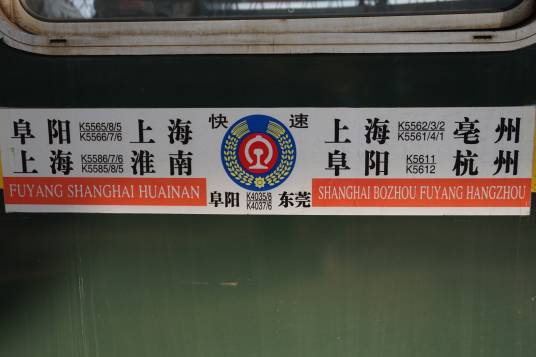 阜阳 K5565/8/5 上海 快速 上海 K5562/3/2 亳州
K5566/7/6 K5561/4/1
上海 K5586/7/6 淮南 阜阳 K5611 杭州
K5585/8/5 K5612
FUYANG SHANGHAI HUAINAN 阜阳 K4035/8 东莞 SHANGHAI BOZHOU FUYANG HANGZHOU
K4037/6